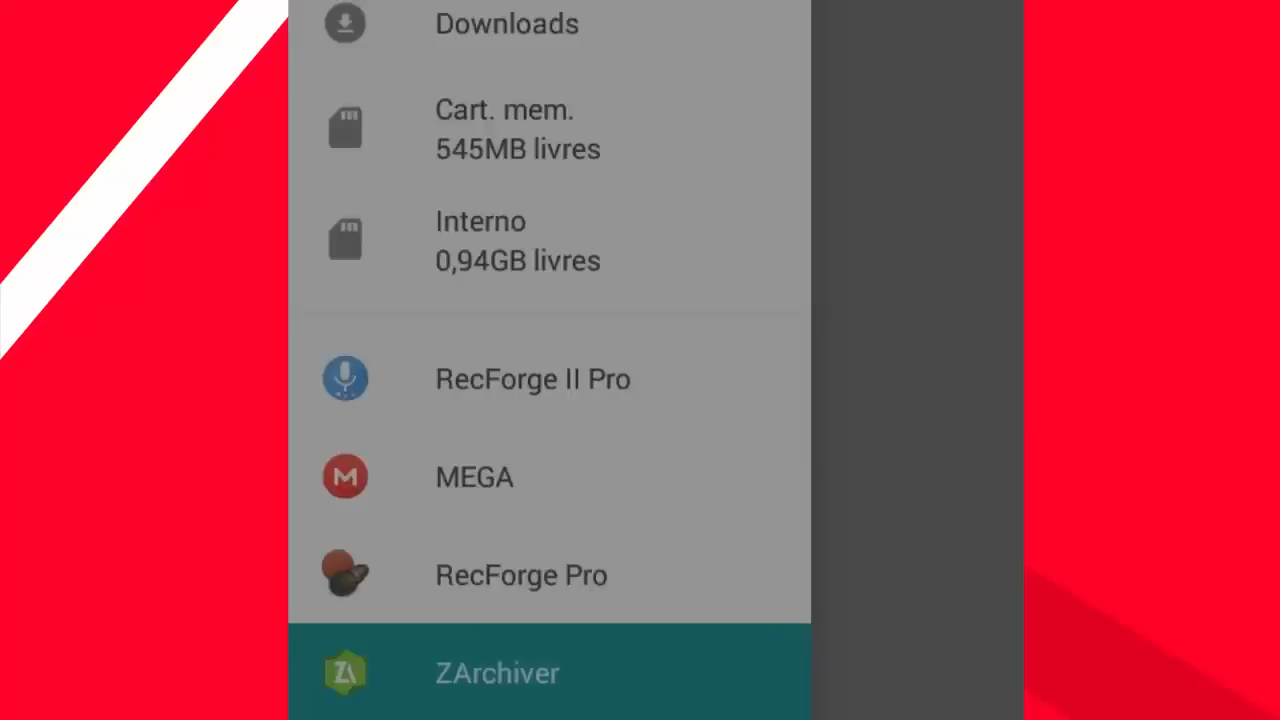 Downloads
Cart. mem.
545MB livres
Interno
0,94GB livres
RecForge II Pro
MEGA
RecForge Pro
ZArchiver